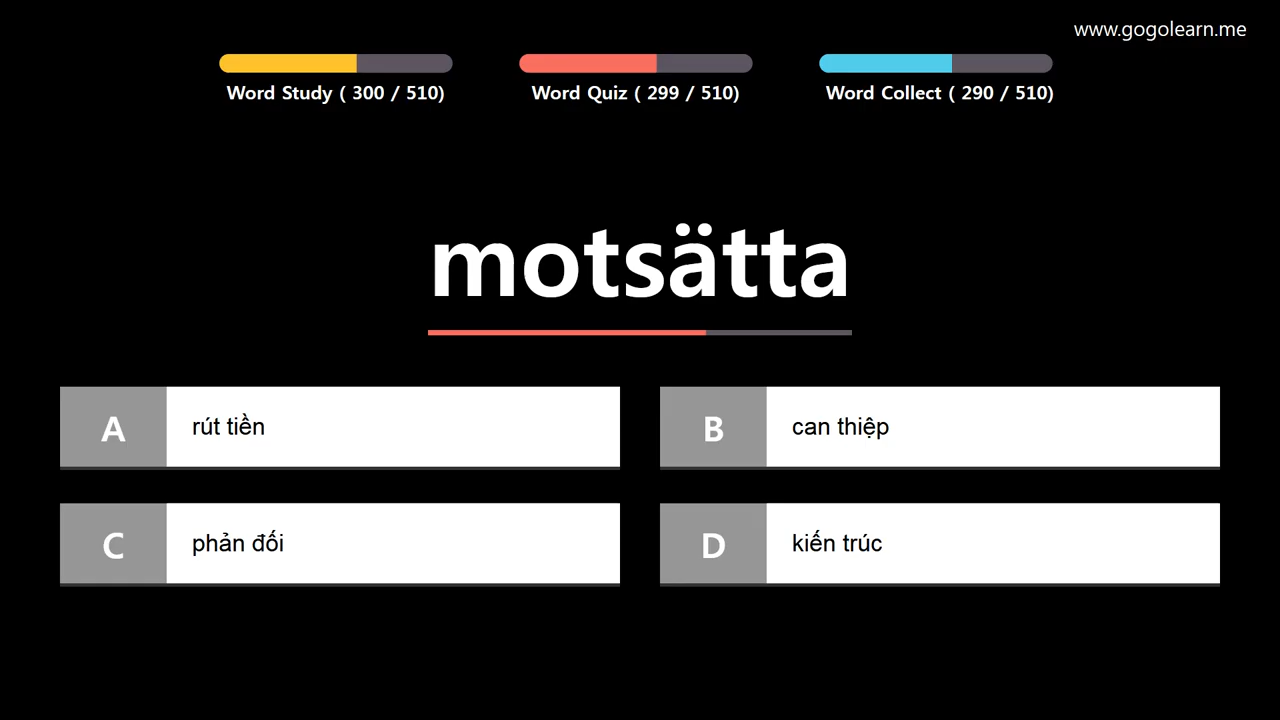 www.gogolearn.me
Word Study ( 300 / 510)
Word Quiz ( 299 / 510)
Word Collect ( 290 / 510)
motsätta
A
rút tiền
B
can thiệp
C
phản đối
D
kiến trúc